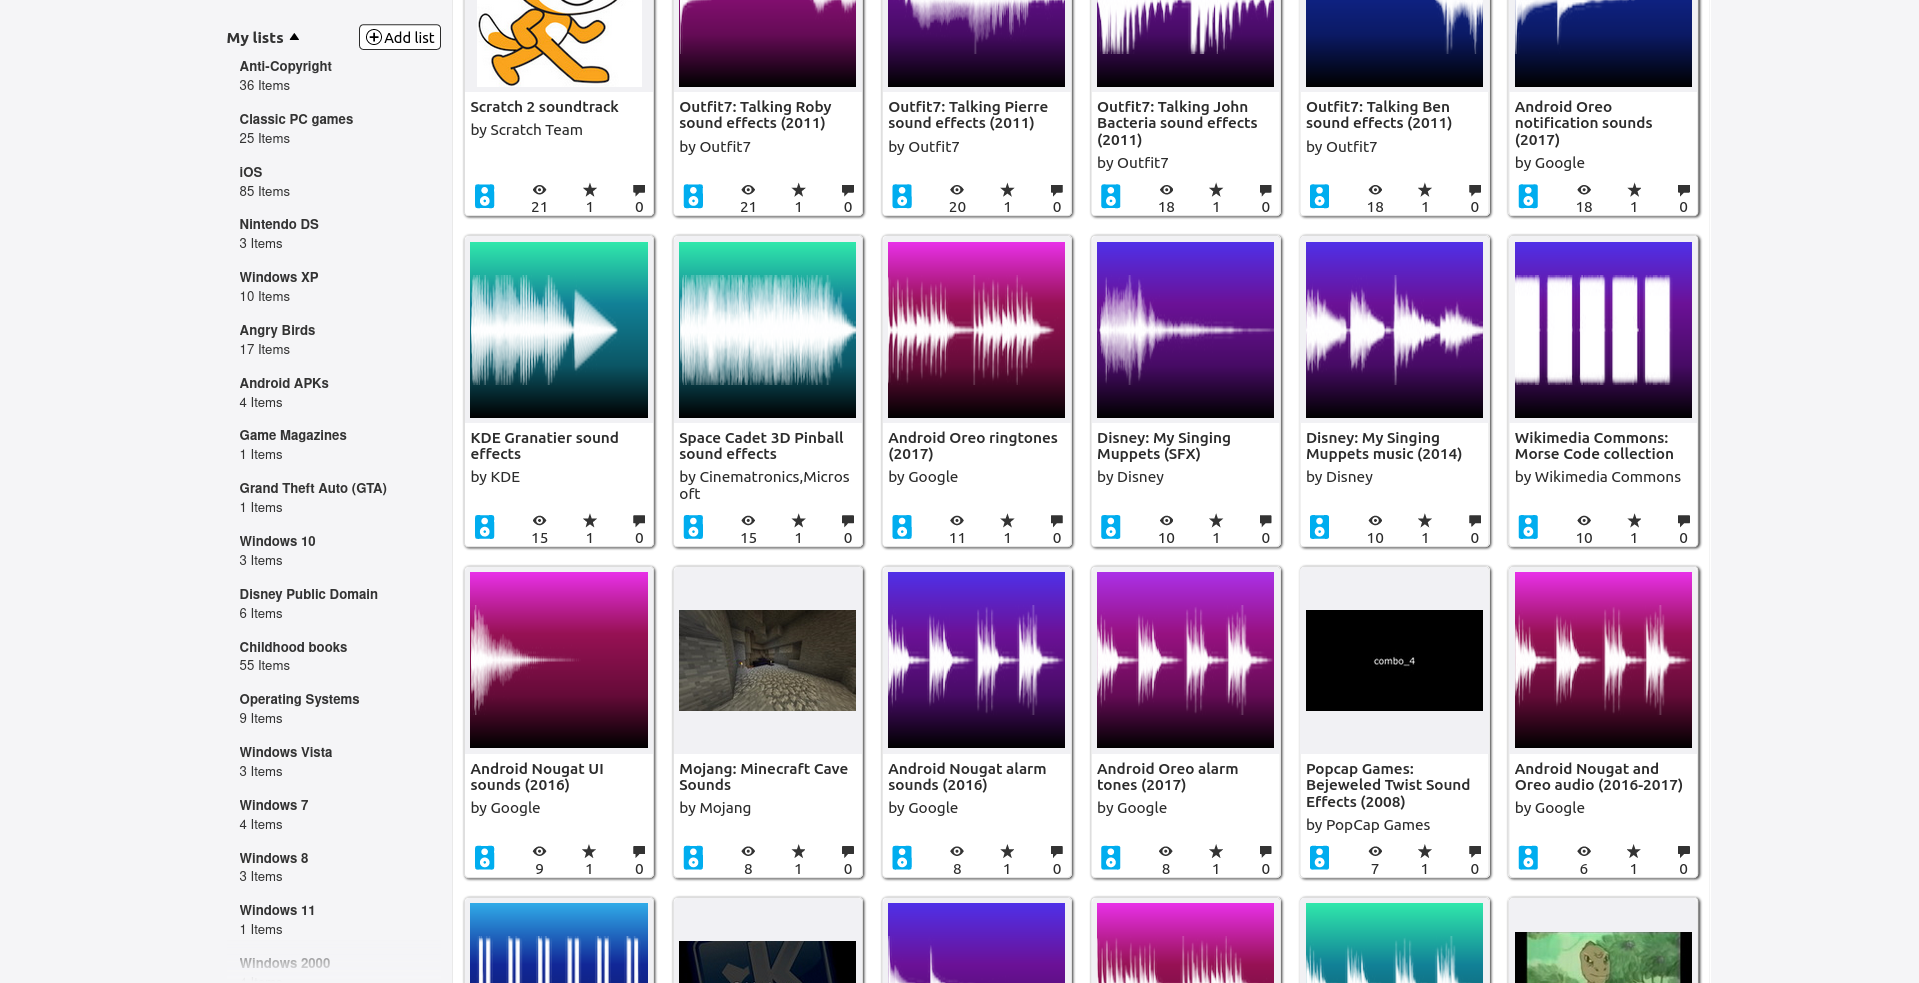 My lists
Add list
Anti-Copyright
36 Items
Classic PC games
25 Items
iOS
85 Items
Nintendo DS
3 Items
Windows XP
10 Items
Angry Birds
17 Items
Android APKs
4 Items
Game Magazines
1 Items
Grand Theft Auto (GTA)
1 Items
Windows 10
3 Items
Disney Public Domain
6 Items
Childhood books
55 Items
Operating Systems
9 Items
Windows Vista
3 Items
Windows 7
4 Items
Windows 8
3 Items
Windows 11
1 Items
Windows 2000
Scratch 2 soundtrack
by Scratch Team
21 1 0
Outfit7: Talking Roby
sound effects (2011)
by Outfit7
21 1 0
Outfit7: Talking Pierre
sound effects (2011)
by Outfit7
20 1 0
Outfit7: Talking John
Bacteria sound effects
(2011)
by Outfit7
18 1 0
Outfit7: Talking Ben
sound effects (2011)
by Outfit7
18 1 0
Android Oreo
notification sounds
(2017)
by Google
18 1 0
KDE Granatier sound
effects
by KDE
15 1 0
Space Cadet 3D Pinball
sound effects
by Cinematronics,Micros
oft
15 1 0
Android Oreo ringtones
(2017)
by Google
11 1 0
Disney: My Singing
Muppets (SFX)
by Disney
10 1 0
Disney: My Singing
Muppets music (2014)
by Disney
10 1 0
Wikimedia Commons:
Morse Code collection
by Wikimedia Commons
10 1 0
Android Nougat UI
sounds (2016)
by Google
9 1 0
Mojang: Minecraft Cave
Sounds
by Mojang
8 1 0
Android Nougat alarm
sounds (2016)
by Google
8 1 0
Android Oreo alarm
tones (2017)
by Google
8 1 0
combo_4
Popcap Games:
Bejeweled Twist Sound
Effects (2008)
by PopCap Games
7 1 0
Android Nougat and
Oreo audio (2016-2017)
by Google
6 1 0